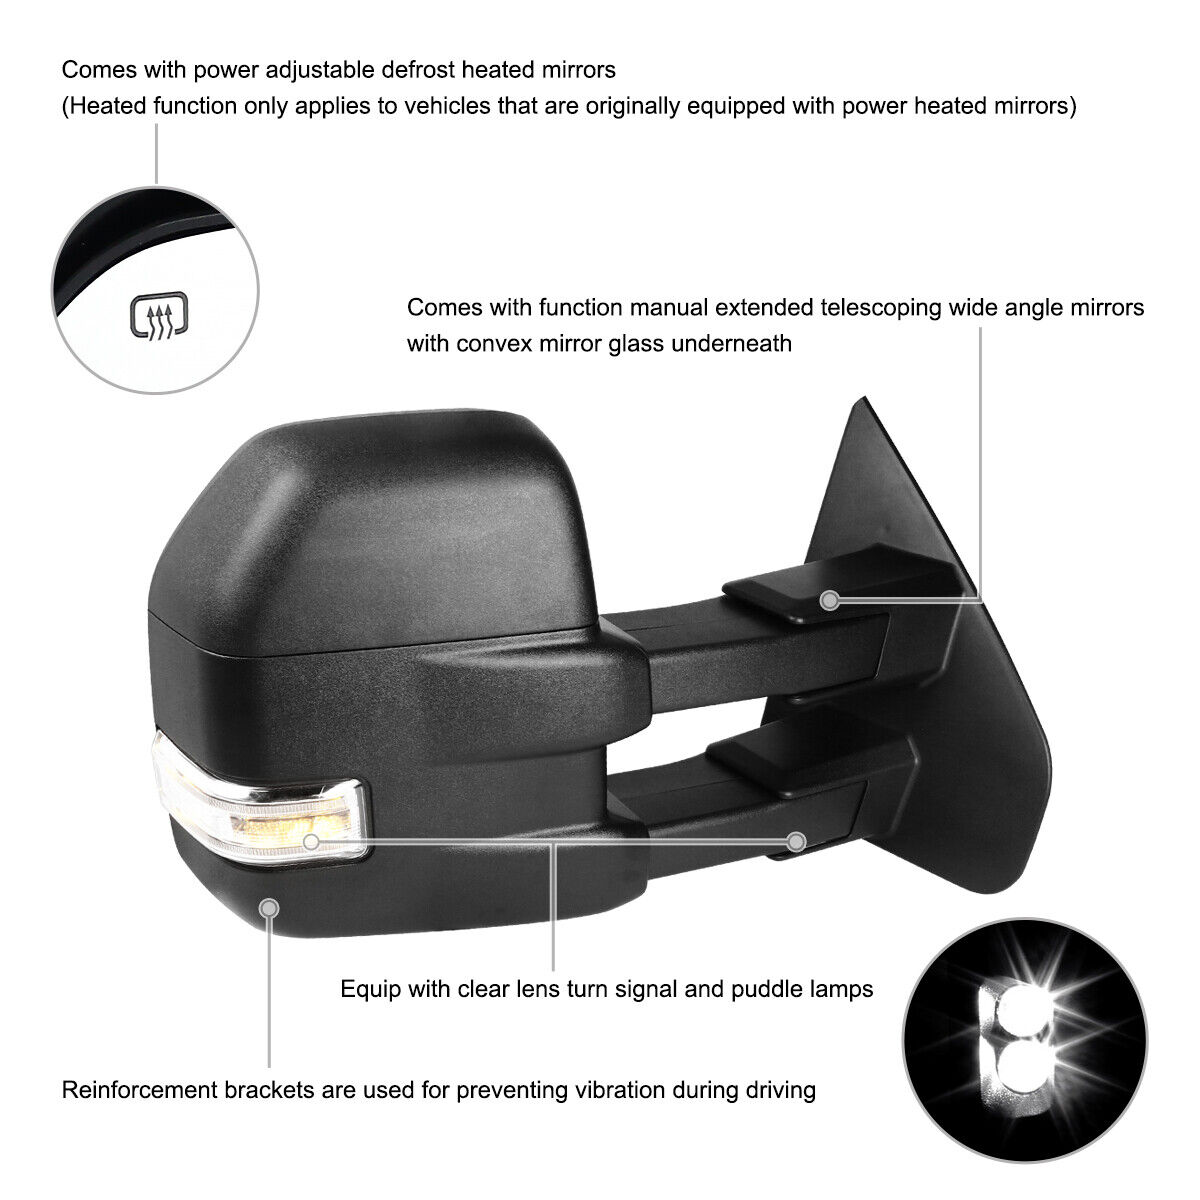 Comes with power adjustable defrost heated mirrors
(Heated function only applies to vehicles that are originally equipped with power heated mirrors)
Comes with function manual extended telescoping wide angle mirrors
with convex mirror glass underneath
Equip with clear lens turn signal and puddle lamps
Reinforcement brackets are used for preventing vibration during driving